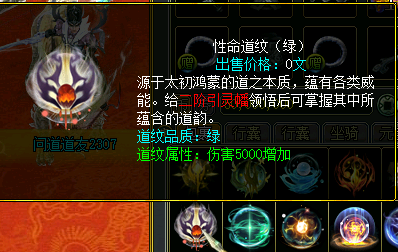 性命道纹（绿）
出售价格：0文
源于太初鸿蒙的道之本质，蕴有各类威
能。给二阶引灵幡领悟后可掌握其中所
蕴含的道韵。
道纹品质：绿
道纹属性：伤害5000增加
问道道友2307
行囊
行囊
坐骑
元